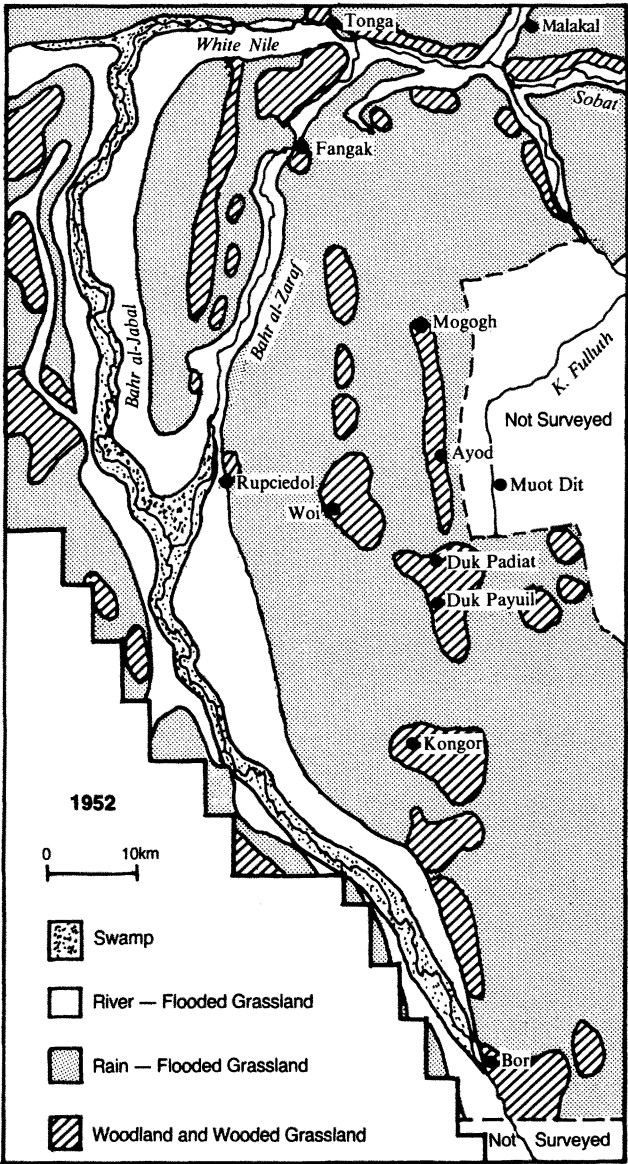 Tonga
Malakal
White Nile
Sobat
Fangak
Bahr al-Zaraf
Bahr al-Jabal
Mogogh
K. Fulluth
Not Surveyed
Ayod
Rupciedol
Muot Dit
Woi
Duk Padiat
Duk Payuil
Kongor
1952
0 10km
Swamp
River — Flooded Grassland
Rain — Flooded Grassland
Bor
Woodland and Wooded Grassland
Not Surveyed